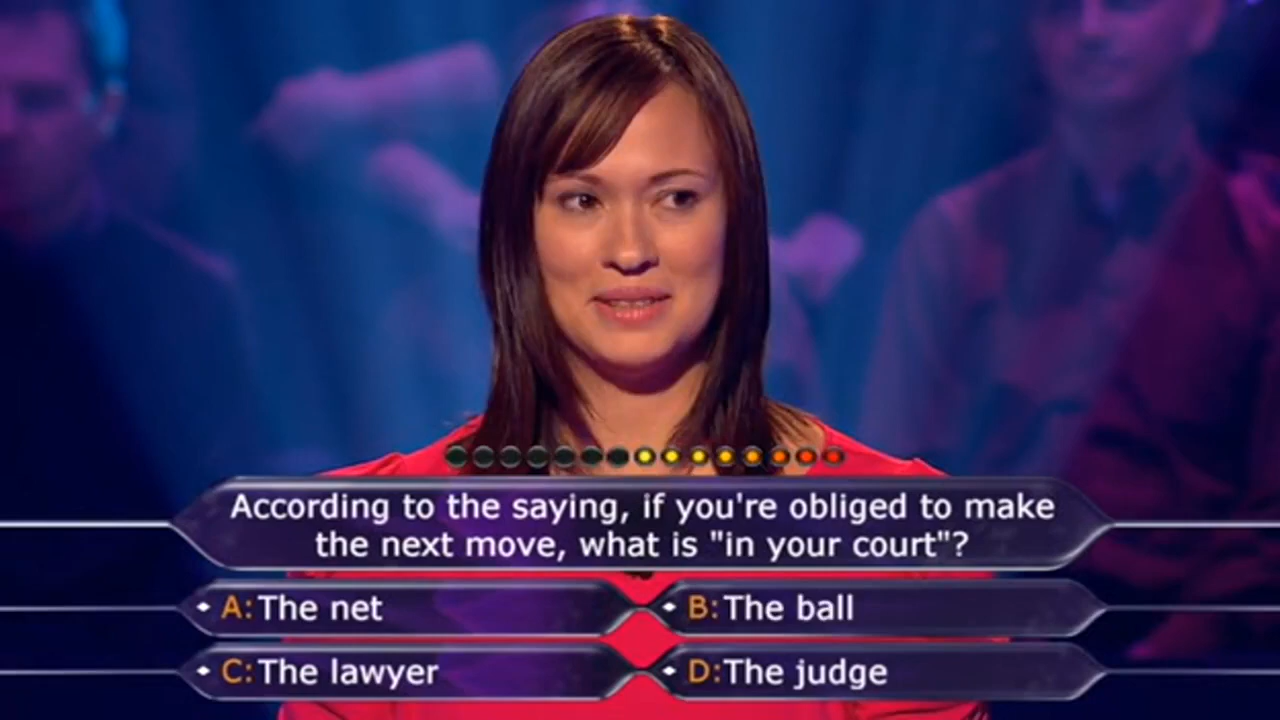 According to the saying, if you're obliged to make
the next move, what is "in your court"?
A: The net
B: The ball
C: The lawyer
D: The judge